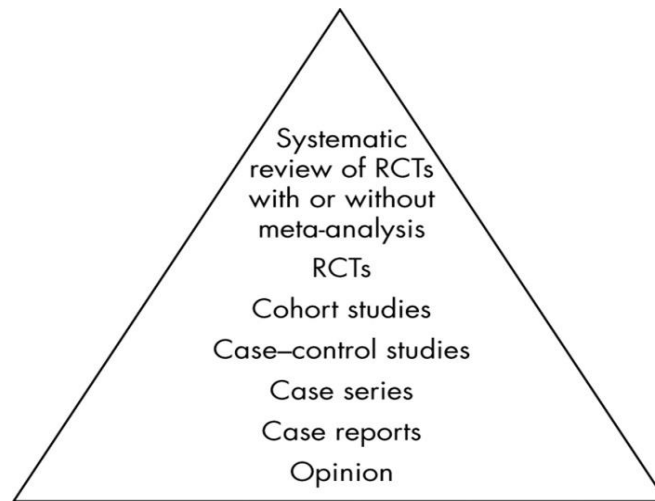 Systematic
review of RCTs
with or without
meta-analysis
RCTs
Cohort studies
Case–control studies
Case series
Case reports
Opinion